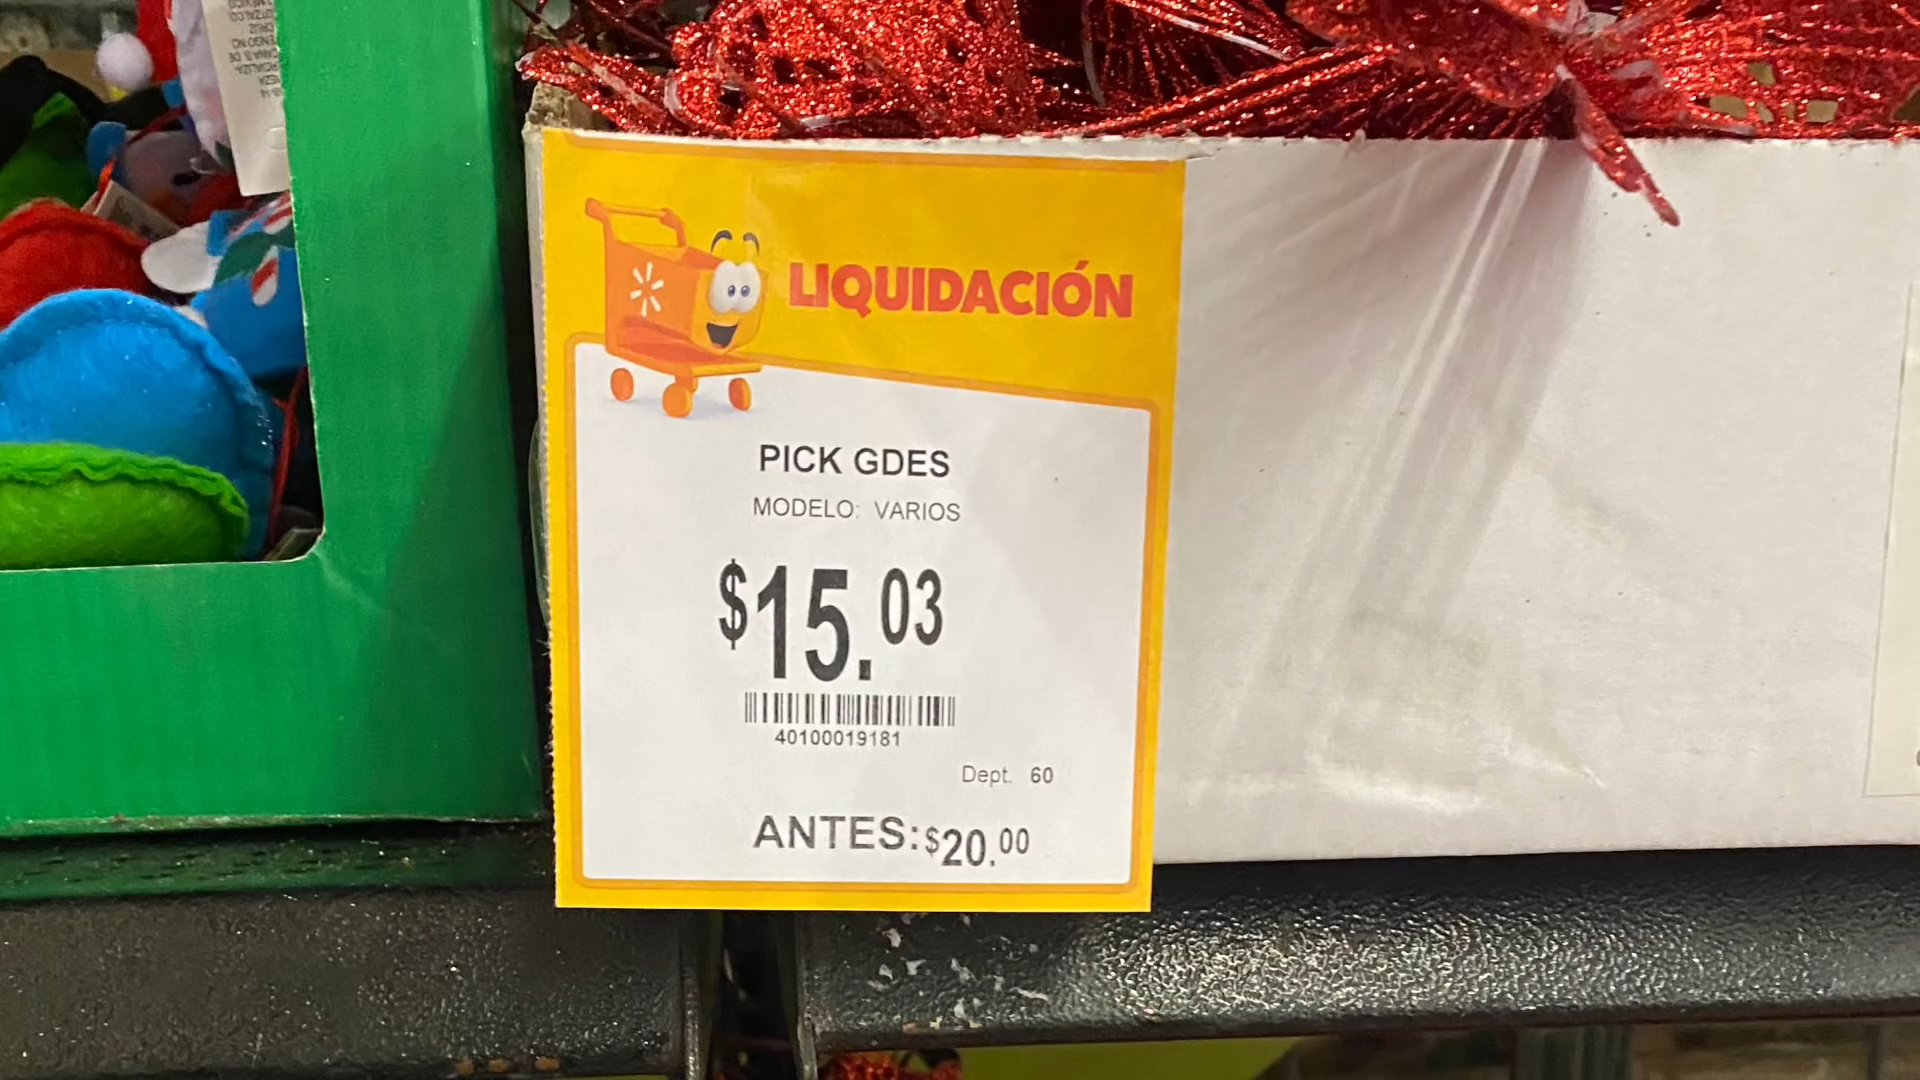 LIQUIDACIÓN
PICK GDES
MODELO: VARIOS
$15.03
40100019181
Dept. 60
ANTES:$20.00